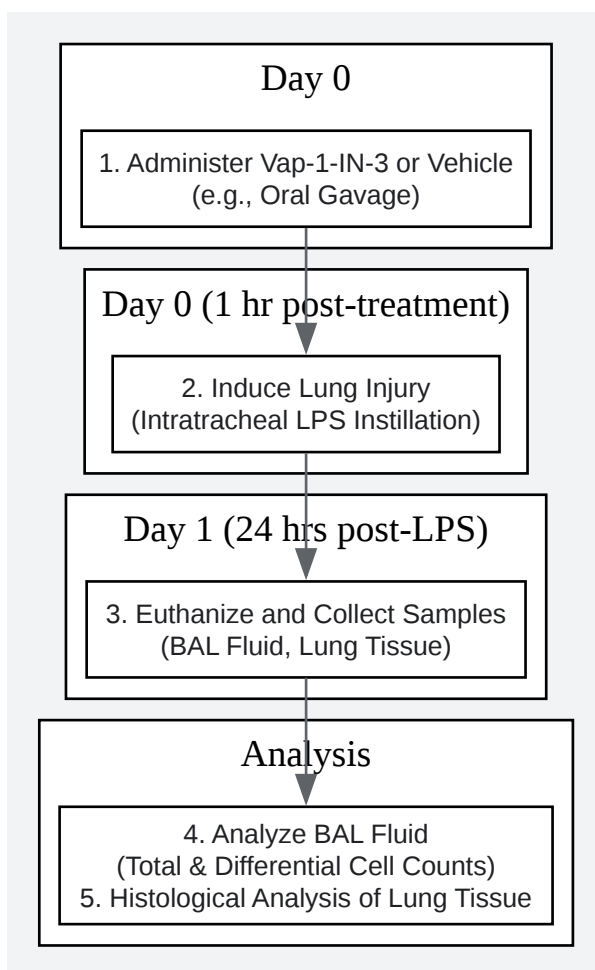 Day 0
1. Administer Vap-1-IN-3 or Vehicle
(e.g., Oral Gavage)
Day 0 (1 hr post-treatment)
2. Induce Lung Injury
(Intratracheal LPS Instillation)
Day 1 (24 hrs post-LPS)
3. Euthanize and Collect Samples
(BAL Fluid, Lung Tissue)
Analysis
4. Analyze BAL Fluid
(Total & Differential Cell Counts)
5. Histological Analysis of Lung Tissue